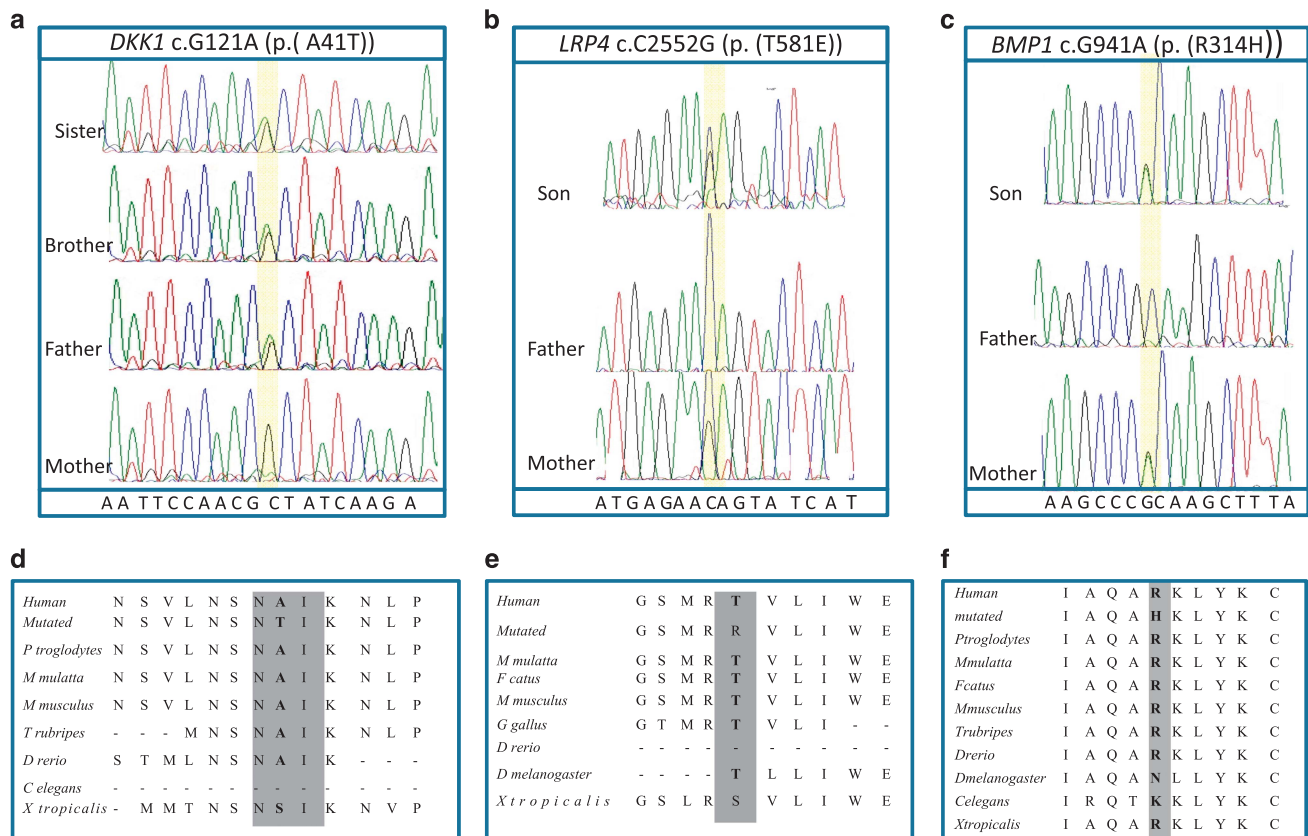 a
DKK1 c.G121A (p.( A41T))
Sister
Brother
Father
Mother
A A T T C C A A C G C T A T C A A G A
b
LRP4 c.C2552G (p. (T581E))
Son
Father
Mother
A T G A G A A C A G T A T C A T
c
BMP1 c.G941A (p. (R314H))
Son
Father
Mother
A A G C C C G C A A G C T T T A
d
Human N S V L N S N A I K N L P
Mutated N S V L N S N T I K N L P
P troglodytes N S V L N S N A I K N L P
M mulatta N S V L N S N A I K N L P
M musculus N S V L N S N A I K N L P
T rubripes - - - M N S N A I K N L P
D rerio S T M L N S N A I K - - -
C elegans - - - - - - - - - - - - -
X tropicalis - M M T N S N S I K N V P
e
Human G S M R T V L I W E
Mutated G S M R R V L I W E
M mulatta G S M R T V L I W E
F catus G S M R T V L I W E
M musculus G S M R T V L I W E
G gallus G T M R T V L I - -
D rerio - - - - - - - - - -
D melanogaster - - - - T L L I W E
X tropicalis G S L R S V L I W E
f
Human I A Q A R K L Y K C
mutated I A Q A H K L Y K C
Ptroglodytes I A Q A R K L Y K C
Mmulatta I A Q A R K L Y K C
Fcatus I A Q A R K L Y K C
Mmusculus I A Q A R K L Y K C
Trubripes I A Q A R K L Y K C
Drerio I A Q A R K L Y K C
Dmelanogaster I A Q A N L L Y K C
Celegans I R Q T K K L Y K C
Xtropicalis I A Q A R K L Y K C